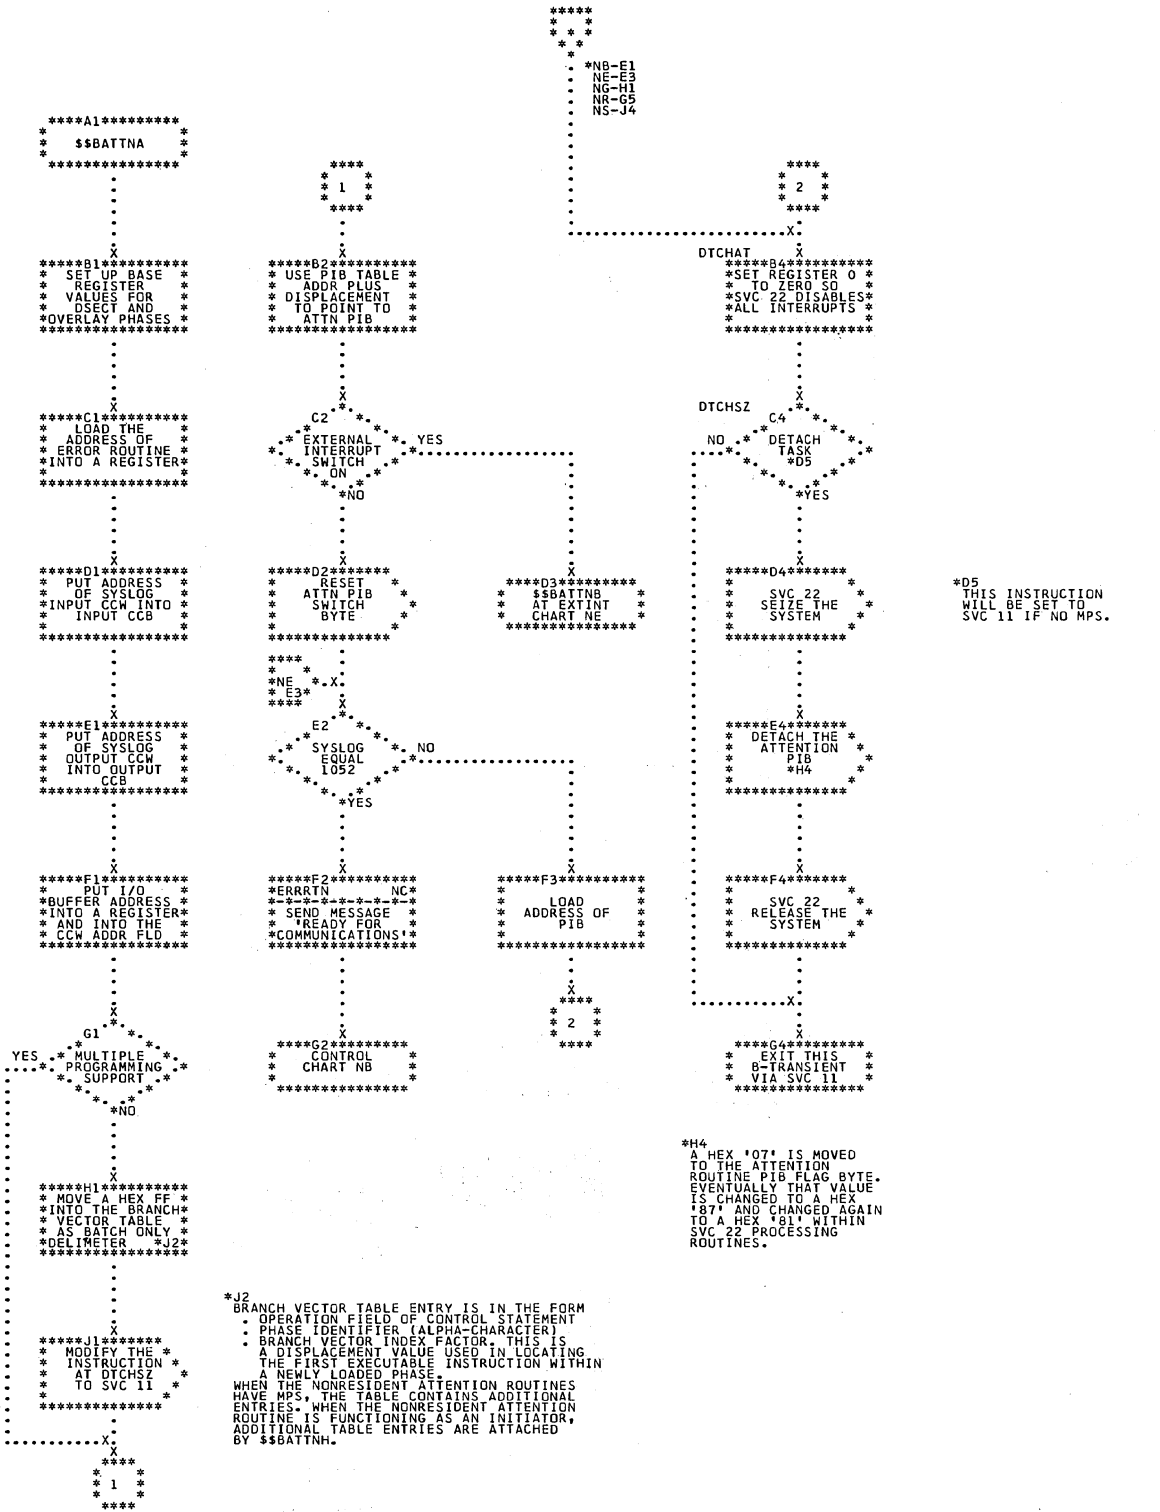 *NB-E1
NE-E3
NG-H1
NR-G5
NS-J4
A1
$$BATTNA
B1
SET UP BASE
REGISTER
VALUES FOR
DSECT AND
OVERLAY PHASES
C1
LOAD THE
ADDRESS OF
ERROR ROUTINE
INTO A REGISTER
D1
PUT ADDRESS
OF SYSLOG
INPUT CCW INTO
INPUT CCB
E1
PUT ADDRESS
OF SYSLOG
OUTPUT CCW
INTO OUTPUT
CCB
F1
PUT I/O
BUFFER ADDRESS
INTO A REGISTER
AND INTO THE
CCW ADDR FLD
G1
MULTIPLE
PROGRAMMING
SUPPORT
YES
*NO
H1
MOVE A HEX FF
INTO THE BRANCH
VECTOR TABLE
AS BATCH ONLY
DELIMETER *J2
J1
MODIFY THE
INSTRUCTION
AT DTCHSZ
TO SVC 11
1
1
B2
USE PIB TABLE
ADDR PLUS
DISPLACEMENT
TO POINT TO
ATTN PIB
C2
EXTERNAL
INTERRUPT
SWITCH
ON
YES
*NO
D2
RESET
ATTN PIB
SWITCH
BYTE
*NE
E3
E2
SYSLOG
EQUAL
1052
NO
*YES
F2
ERRRTN NC
SEND MESSAGE
'READY FOR
COMMUNICATIONS'
G2
CONTROL
CHART NB
D3
$$BATTNB
AT EXTINT
CHART NE
F3
LOAD
ADDRESS OF
PIB
2
2
DTCHAT
B4
SET REGISTER 0
TO ZERO SO
SVC 22 DISABLES
ALL INTERRUPTS
DTCHSZ
C4
DETACH
TASK
*D5
NO
*YES
D4
SVC 22
SEIZE THE
SYSTEM
E4
DETACH THE
ATTENTION
PIB
*H4
F4
SVC 22
RELEASE THE
SYSTEM
G4
EXIT THIS
B-TRANSIENT
VIA SVC 11
*D5
THIS INSTRUCTION
WILL BE SET TO
SVC 11 IF NO MPS.
*H4
A HEX '07' IS MOVED
TO THE ATTENTION
ROUTINE PIB FLAG BYTE.
EVENTUALLY THAT VALUE
IS CHANGED TO A HEX
'87' AND CHANGED AGAIN
TO A HEX '81' WITHIN
SVC 22 PROCESSING
ROUTINES.
*J2
BRANCH VECTOR TABLE ENTRY IS IN THE FORM
. OPERATION FIELD OF CONTROL STATEMENT
. PHASE IDENTIFIER (ALPHA-CHARACTER)
. BRANCH VECTOR INDEX FACTOR. THIS IS
A DISPLACEMENT VALUE USED IN LOCATING
THE FIRST EXECUTABLE INSTRUCTION WITHIN
A NEWLY LOADED PHASE.
WHEN THE NONRESIDENT ATTENTION ROUTINES
HAVE MPS, THE TABLE CONTAINS ADDITIONAL
ENTRIES. WHEN THE NONRESIDENT ATTENTION
ROUTINE IS FUNCTIONING AS AN INITIATOR,
ADDITIONAL TABLE ENTRIES ARE ATTACHED
BY $$BATTNH.